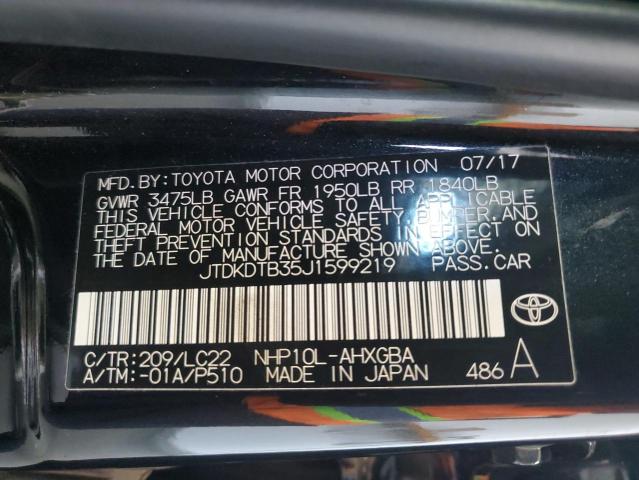 MFD.BY:TOYOTA MOTOR CORPORATION 07/17
GVWR 3475LB GAWR FR 1950LB RR 1840LB
THIS VEHICLE CONFORMS TO ALL APPLICABLE
FEDERAL MOTOR VEHICLE SAFETY, BUMPER, AND
THEFT PREVENTION STANDARDS IN EFFECT ON
THE DATE OF MANUFACTURE SHOWN ABOVE.
JTDKDTB35J1599219 PASS.CAR
C/TR:209/LC22 NHP10L-AHXGBA
A/TM:-01A/P510 MADE IN JAPAN 486 A